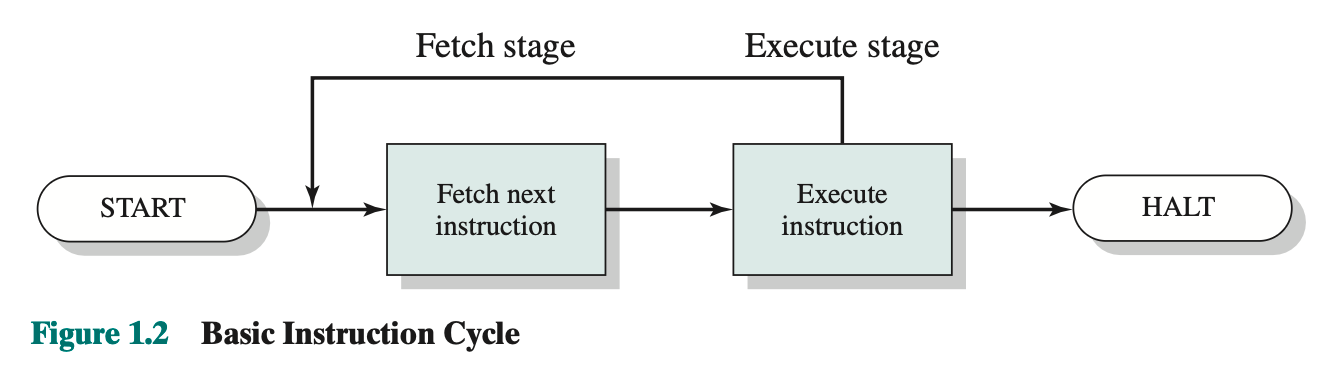 Fetch stage
Execute stage
START
Fetch next
instruction
Execute
instruction
HALT
Figure 1.2 Basic Instruction Cycle